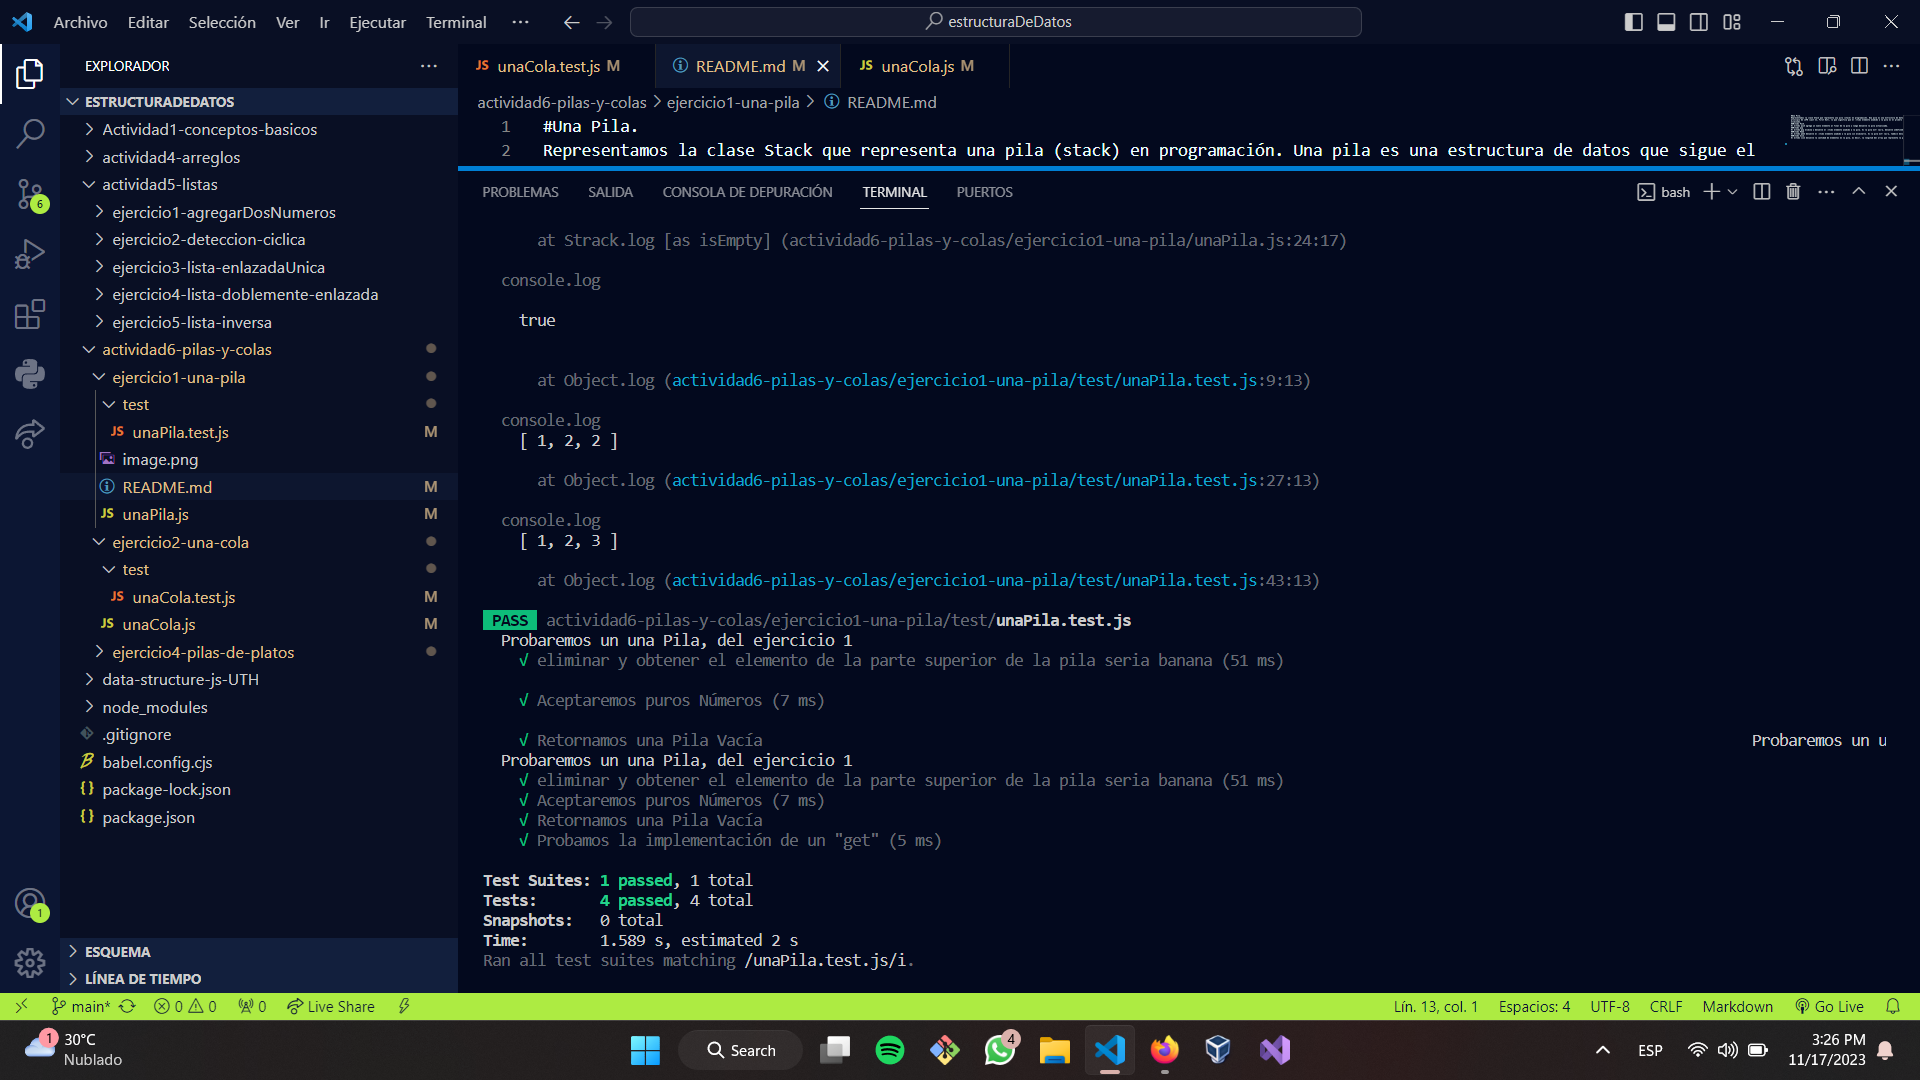 Archivo Editar Selección Ver Ir Ejecutar Terminal ··· estructuraDeDatos
EXPLORADOR ···
ESTRUCTURADEDATOS
Actividad1-conceptos-basicos
actividad4-arreglos
actividad5-listas
ejercicio1-agregarDosNumeros
ejercicio2-deteccion-ciclica
ejercicio3-lista-enlazadaUnica
ejercicio4-lista-doblemente-enlazada
ejercicio5-lista-inversa
actividad6-pilas-y-colas
ejercicio1-una-pila
test
JS unaPila.test.js M
image.png
README.md M
JS unaPila.js M
ejercicio2-una-cola
test
JS unaCola.test.js M
JS unaCola.js M
ejercicio4-pilas-de-platos
data-structure-js-UTH
node_modules
.gitignore
babel.config.cjs
{} package-lock.json
{} package.json
ESQUEMA
LÍNEA DE TIEMPO
6
1
JS unaCola.test.js M README.md M JS unaCola.js M
actividad6-pilas-y-colas > ejercicio1-una-pila > README.md
1 #Una Pila.
2 Representamos la clase Stack que representa una pila (stack) en programación. Una pila es una estructura de datos que sigue el
PROBLEMAS SALIDA CONSOLA DE DEPURACIÓN TERMINAL PUERTOS bash
at Strack.log [as isEmpty] (actividad6-pilas-y-colas/ejercicio1-una-pila/unaPila.js:24:17)
console.log
true
at Object.log (actividad6-pilas-y-colas/ejercicio1-una-pila/test/unaPila.test.js:9:13)
console.log
[ 1, 2, 2 ]
at Object.log (actividad6-pilas-y-colas/ejercicio1-una-pila/test/unaPila.test.js:27:13)
console.log
[ 1, 2, 3 ]
at Object.log (actividad6-pilas-y-colas/ejercicio1-una-pila/test/unaPila.test.js:43:13)
PASS actividad6-pilas-y-colas/ejercicio1-una-pila/test/unaPila.test.js
Probaremos un una Pila, del ejercicio 1
√ eliminar y obtener el elemento de la parte superior de la pila seria banana (51 ms)
√ Aceptaremos puros Números (7 ms)
√ Retornamos una Pila Vacía Probaremos un u
Probaremos un una Pila, del ejercicio 1
√ eliminar y obtener el elemento de la parte superior de la pila seria banana (51 ms)
√ Aceptaremos puros Números (7 ms)
√ Retornamos una Pila Vacía
√ Probamos la implementación de un "get" (5 ms)
Test Suites: 1 passed, 1 total
Tests: 4 passed, 4 total
Snapshots: 0 total
Time: 1.589 s, estimated 2 s
Ran all test suites matching /unaPila.test.js/i.
main* 0 0 0 Live Share Lín. 13, col. 1 Espacios: 4 UTF-8 CRLF Markdown Go Live
1 30°C
Nublado
Search
4
ESP
3:26 PM
11/17/2023